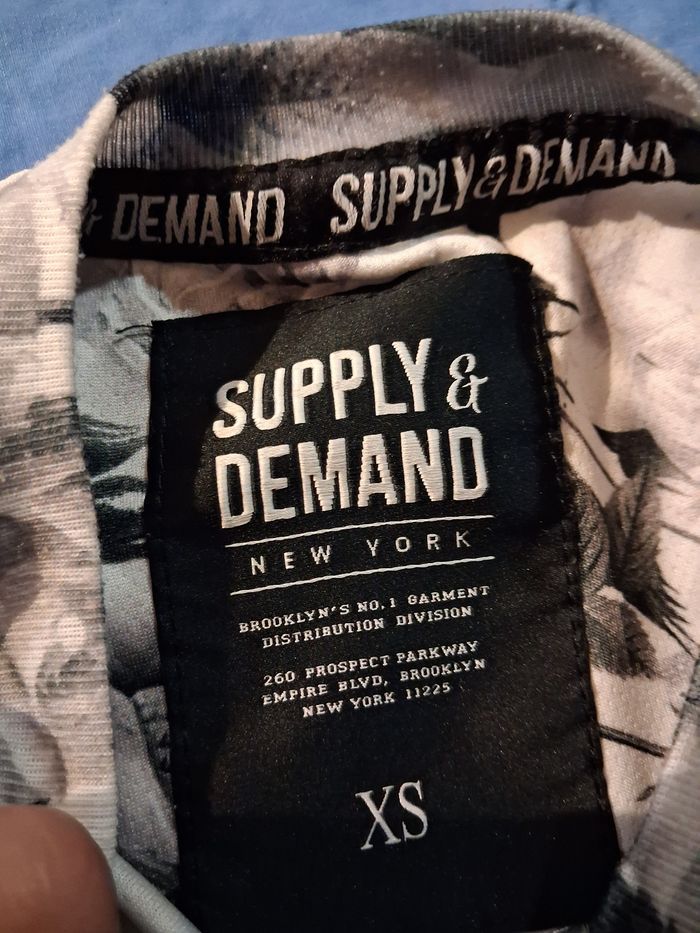 & DEMAND SUPPLY & DEMAND
SUPPLY &
DEMAND
NEW YORK
BROOKLYN'S NO.1 GARMENT
DISTRIBUTION DIVISION
260 PROSPECT PARKWAY
EMPIRE BLVD, BROOKLYN
NEW YORK 11225
XS